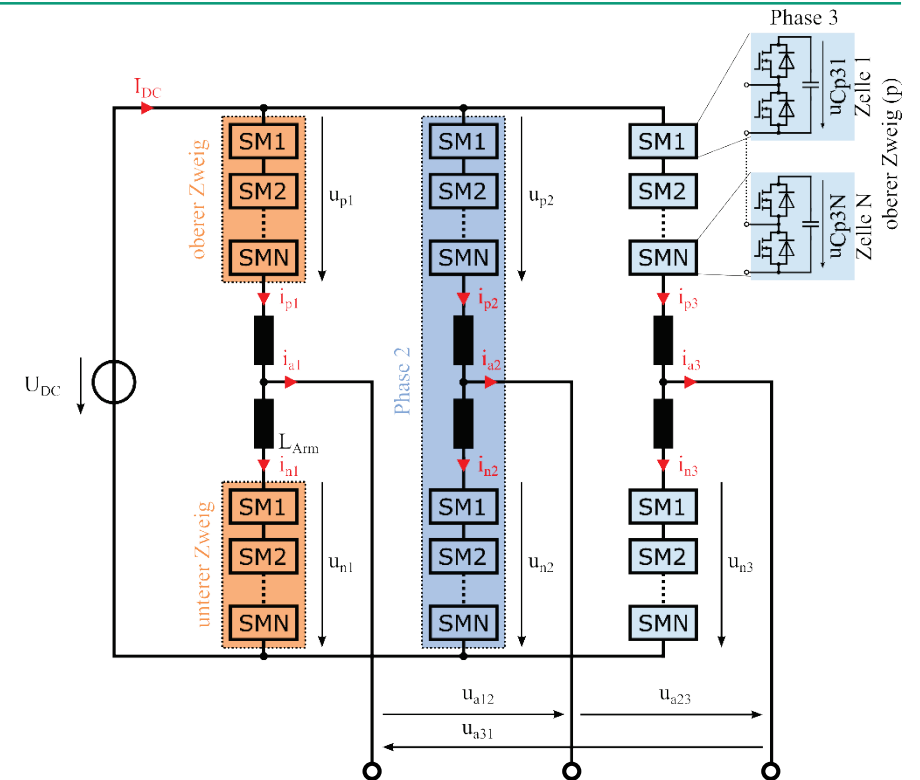 Phase 3
I_DC
SM1
SM2
SMN
oberer Zweig
u_p1
SM1
SM2
SMN
u_p2
SM1
SM2
SMN
uCp31
Zelle 1
uCp3N
Zelle N
oberer Zweig (p)
i_p1
i_p2
i_p3
i_a1
i_a2
i_a3
U_DC
Phase 2
L_Arm
i_n1
i_n2
i_n3
unterer Zweig
SM1
SM2
SMN
u_n1
SM1
SM2
SMN
u_n2
SM1
SM2
SMN
u_n3
u_a12
u_a23
u_a31